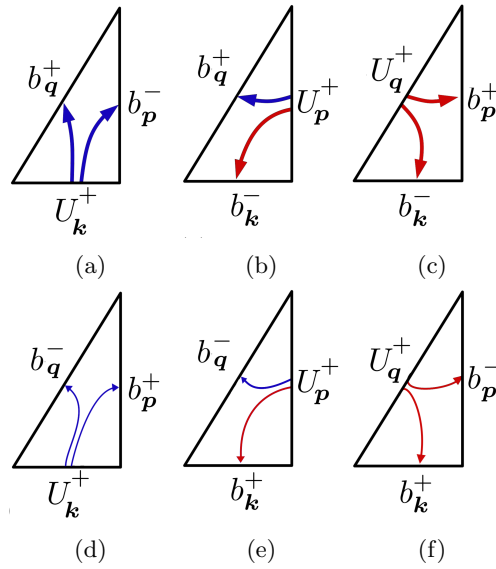 b_q^+ b_p^- U_k^+
b_q^+ U_p^+ b_k^-
U_q^+ b_p^+ b_k^-
(a) (b) (c)
b_q^- b_p^+ U_k^+
b_q^- U_p^+ b_k^+
U_q^+ b_p^- b_k^+
(d) (e) (f)